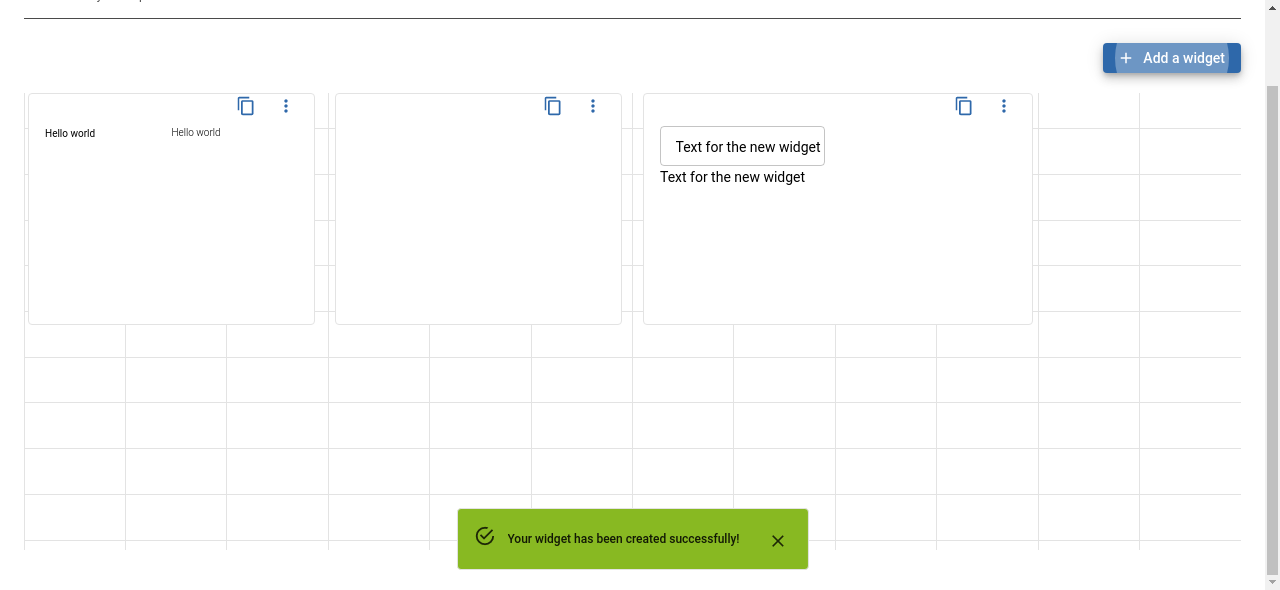 Add a widget
Hello world
Hello world
Text for the new widget
Text for the new widget
Your widget has been created successfully!